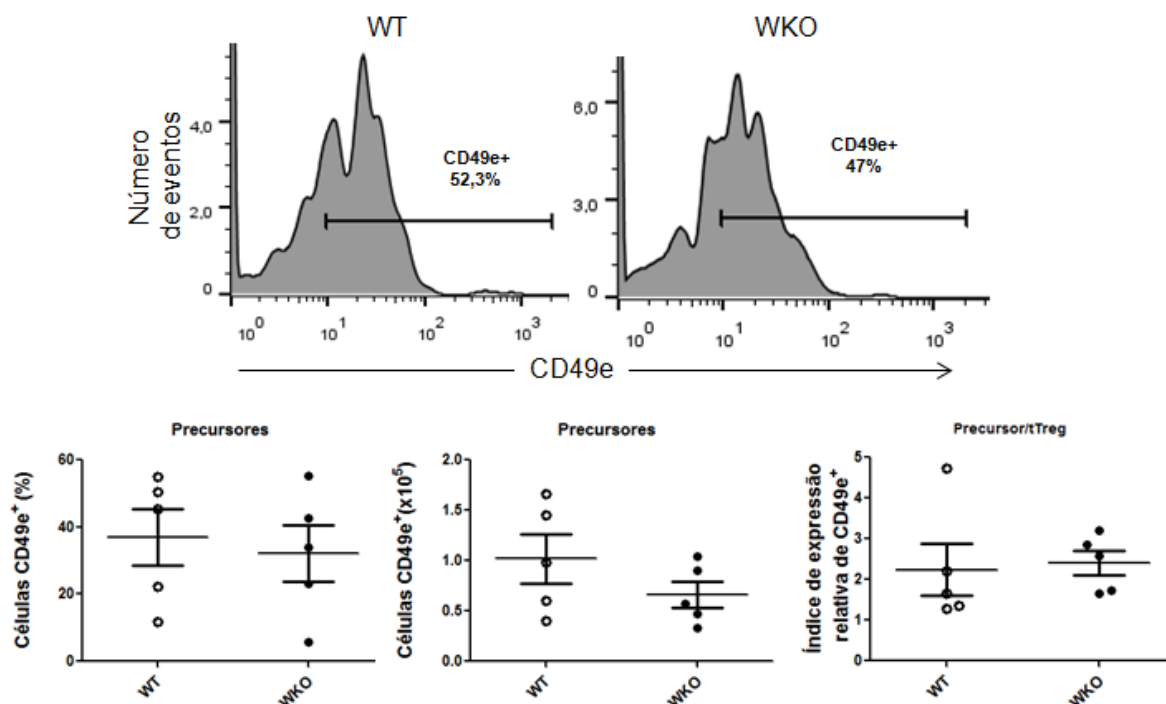 WT
WKO
Número
de eventos
4,0
2,0
0
CD49e+
52,3%
10^0 10^1 10^2 10^3
6,0
3,0
0
CD49e+
47%
10^0 10^1 10^2 10^3
CD49e
Precursores
Células CD49e⁺ (%)
60
40
20
0
WT
WKO
Precursores
Células CD49e⁺(x10⁵)
2.0
1.5
1.0
0.5
0.0
WT
WKO
Precursor/tTreg
Índice de expressão
relativa de CD49e⁺
5
4
3
2
1
0
WT
WKO